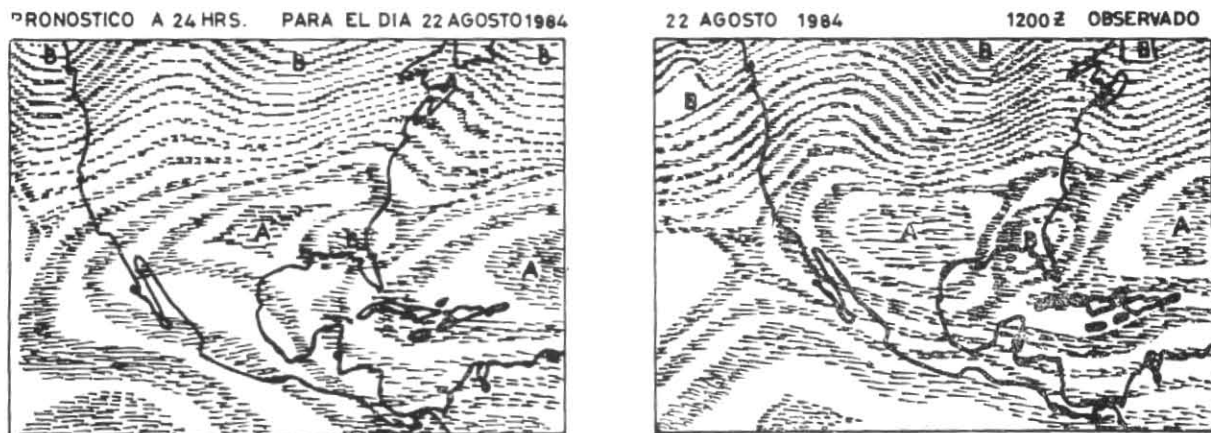 PRONOSTICO A 24 HRS. PARA EL DIA 22 AGOSTO 1984
B B B
A
B
A
22 AGOSTO 1984 1200Z OBSERVADO
B B
B
A
A
B